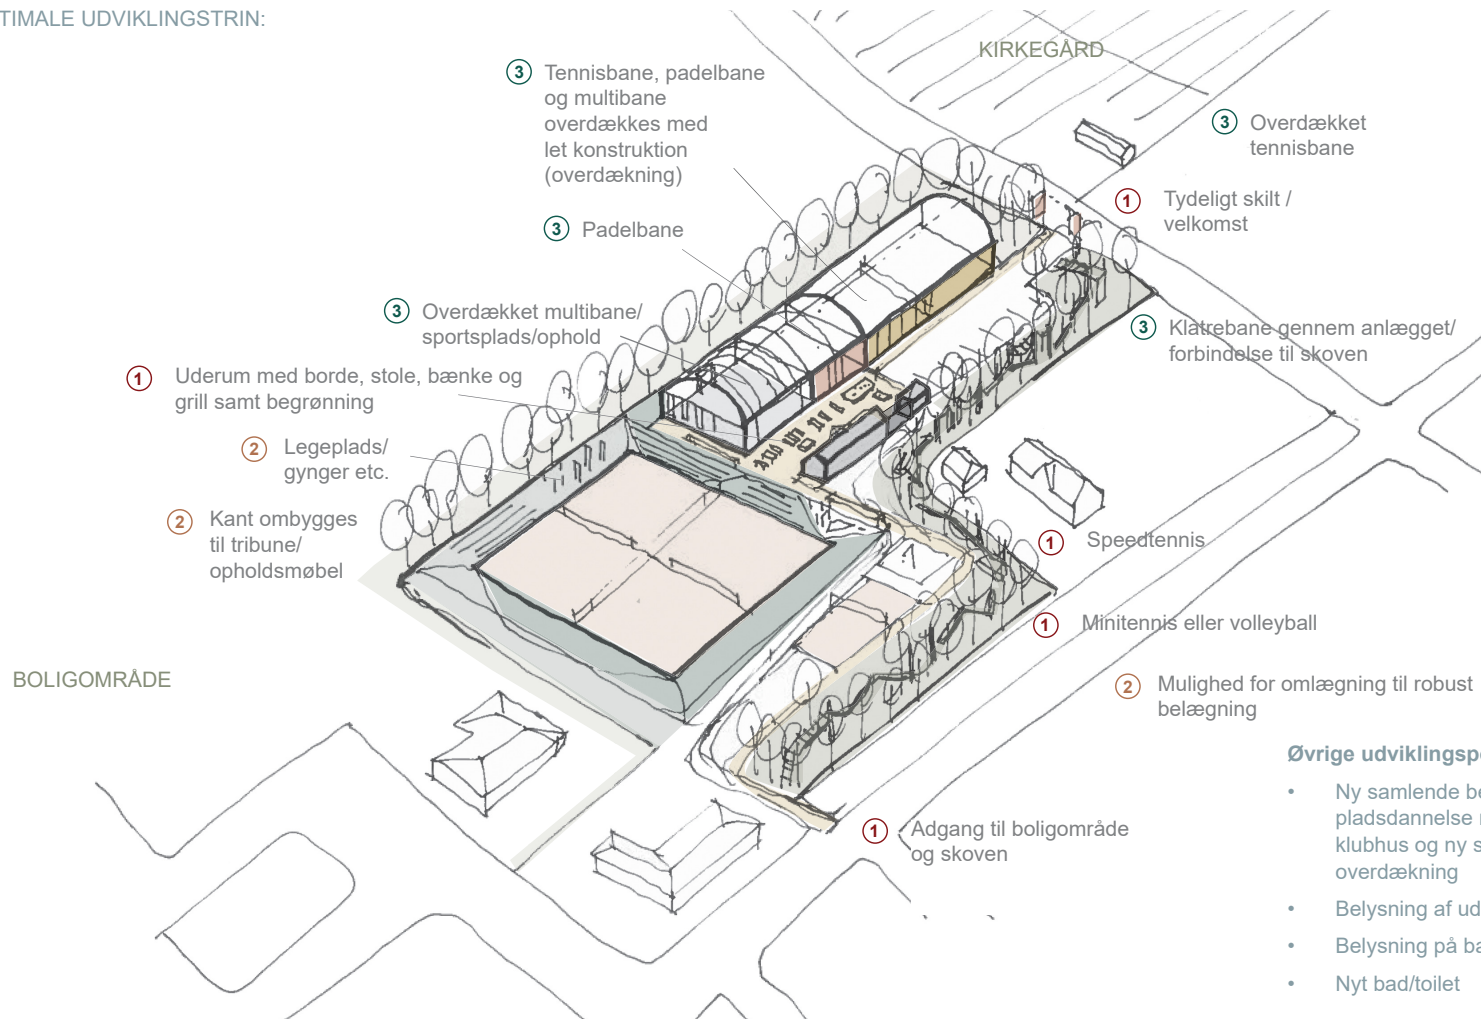 TIMALE UDVIKLINGSTRIN:
KIRKEGÅRD
3 Tennisbane, padelbane
og multibane
overdækkes med
let konstruktion
(overdækning)
3 Overdækket
tennisbane
1 Tydeligt skilt /
velkomst
3 Padelbane
3 Overdækket multibane/
sportsplads/ophold
3 Klatrebane gennem anlægget/
forbindelse til skoven
1 Uderum med borde, stole, bænke og
grill samt begrønning
2 Legeplads/
gynger etc.
2 Kant ombygges
til tribune/
opholdsmøbel
1 Speedtennis
1 Minitennis eller volleyball
BOLIGOMRÅDE
2 Mulighed for omlægning til robust
belægning
1 Adgang til boligområde
og skoven
Øvrige udviklingsp
• Ny samlende be
pladsdannelse
klubhus og ny s
overdækning
• Belysning af ud
• Belysning på ba
• Nyt bad/toilet